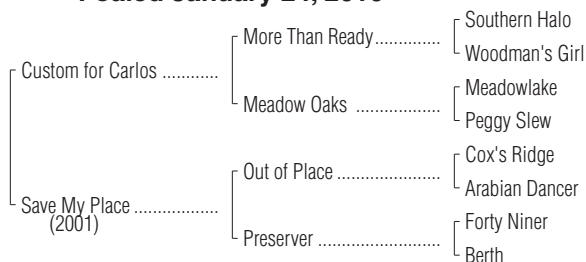 Southern Halo
More Than Ready..............
Woodman's Girl
Custom for Carlos ............
Meadowlake
Meadow Oaks ..................
Peggy Slew
Cox's Ridge
Out of Place ......................
Arabian Dancer
Save My Place ..................
(2001)
Forty Niner
Preserver ..........................
Berth